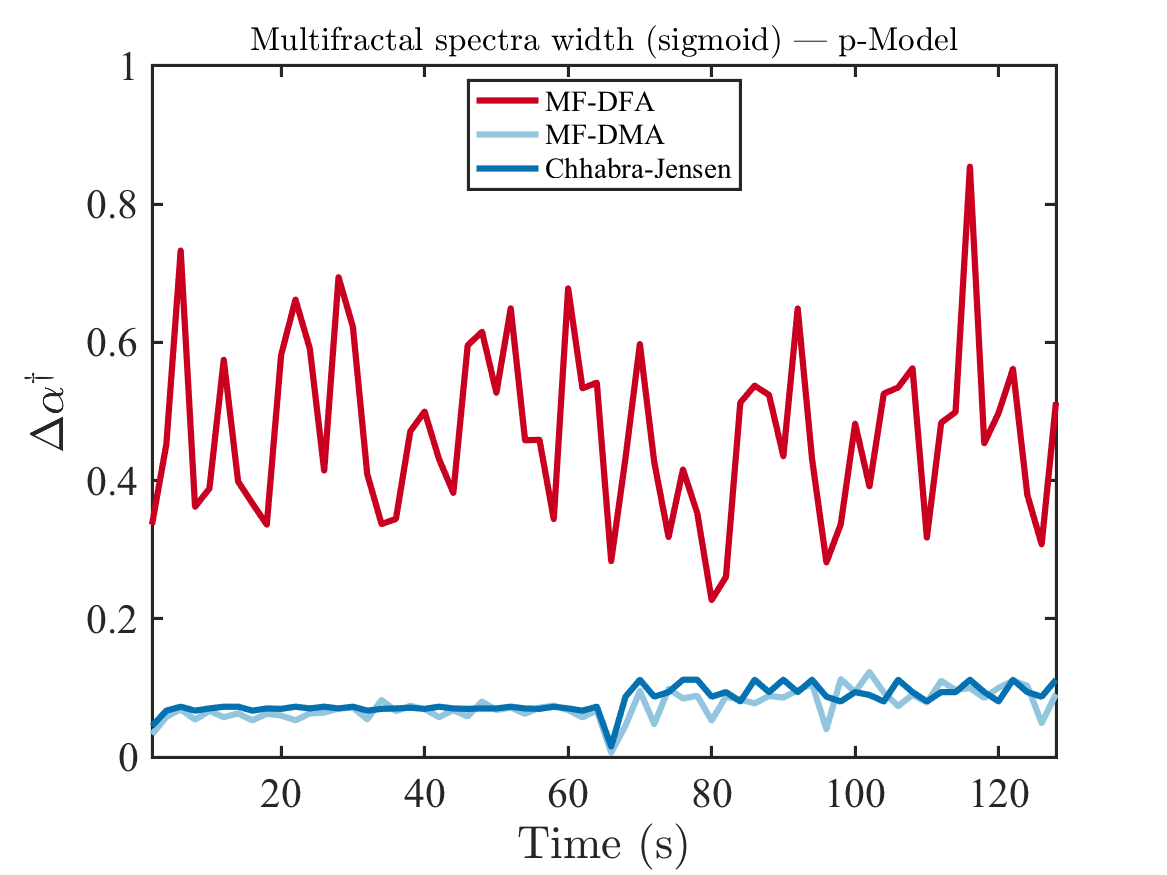 Multifractal spectra width (sigmoid) — p-Model
1
MF-DFA
MF-DMA
Chhabra-Jensen
0.8
0.6
Δα†
0.4
0.2
0
20 40 60 80 100 120
Time (s)